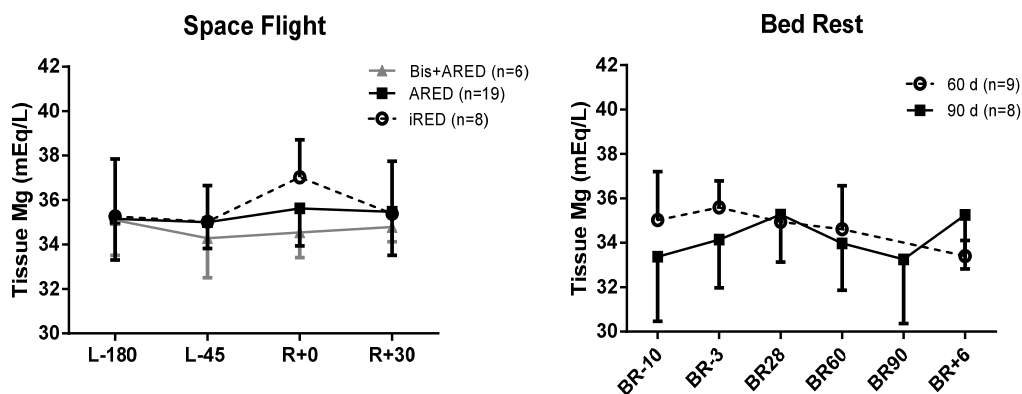 Space Flight
Tissue Mg (mEq/L)
42
40
38
36
34
32
30
Bis+ARED (n=6)
ARED (n=19)
iRED (n=8)
L-180 L-45 R+0 R+30
Bed Rest
Tissue Mg (mEq/L)
42
40
38
36
34
32
30
60 d (n=9)
90 d (n=8)
BR-10 BR-3 BR28 BR60 BR90 BR+6